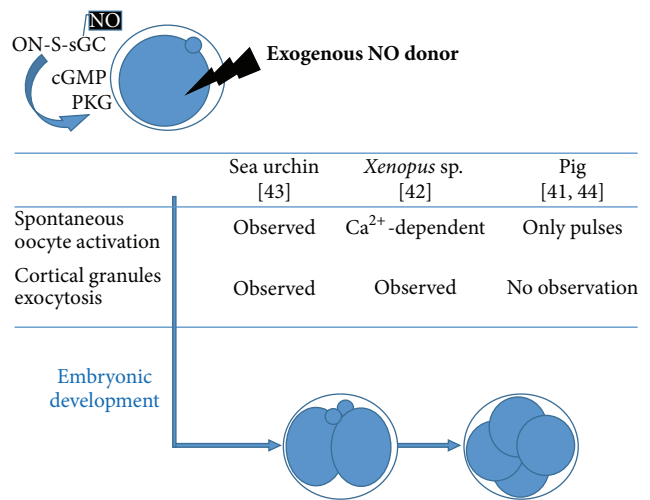 NO
ON-S-sGC
cGMP
PKG
Exogenous NO donor
Sea urchin Xenopus sp. Pig
[43] [42] [41, 44]
Spontaneous
oocyte activation Observed Ca²⁺-dependent Only pulses
Cortical granules
exocytosis Observed Observed No observation
Embryonic
development